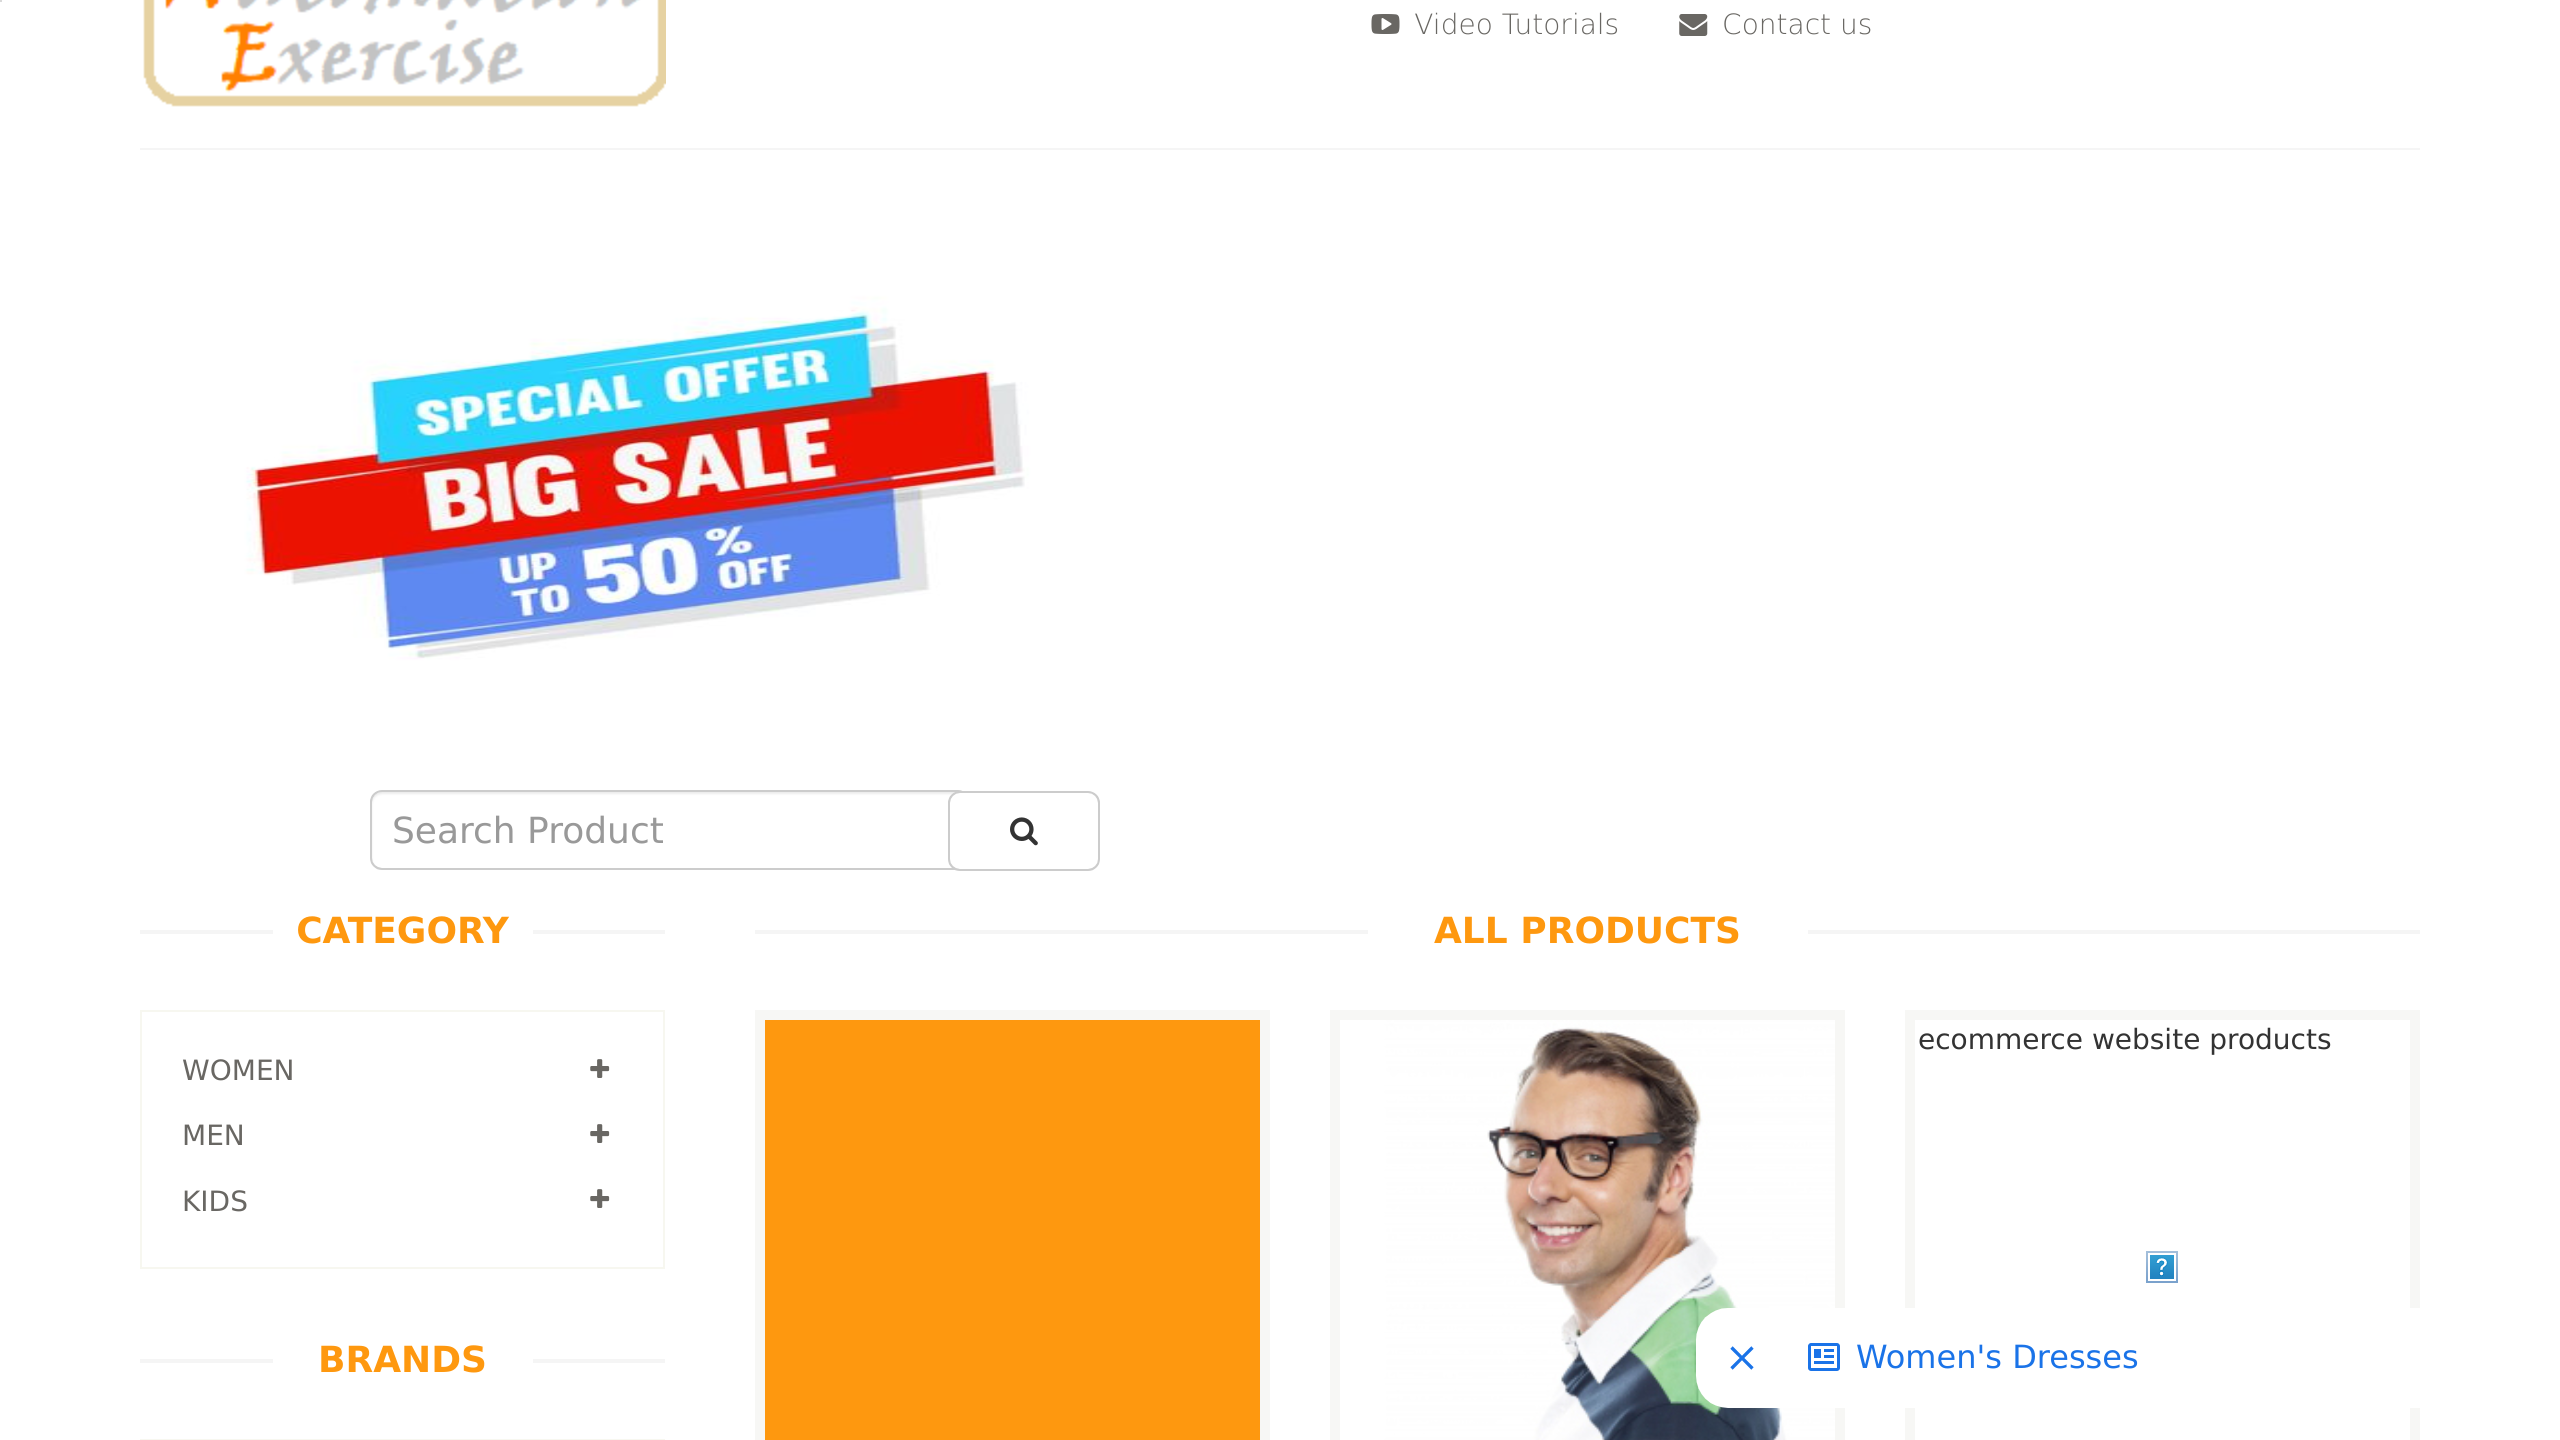 Exercise
Video Tutorials
Contact us
SPECIAL OFFER
BIG SALE
UP TO 50% OFF
Search Product
CATEGORY
ALL PRODUCTS
WOMEN
MEN
KIDS
ecommerce website products
BRANDS
Women's Dresses